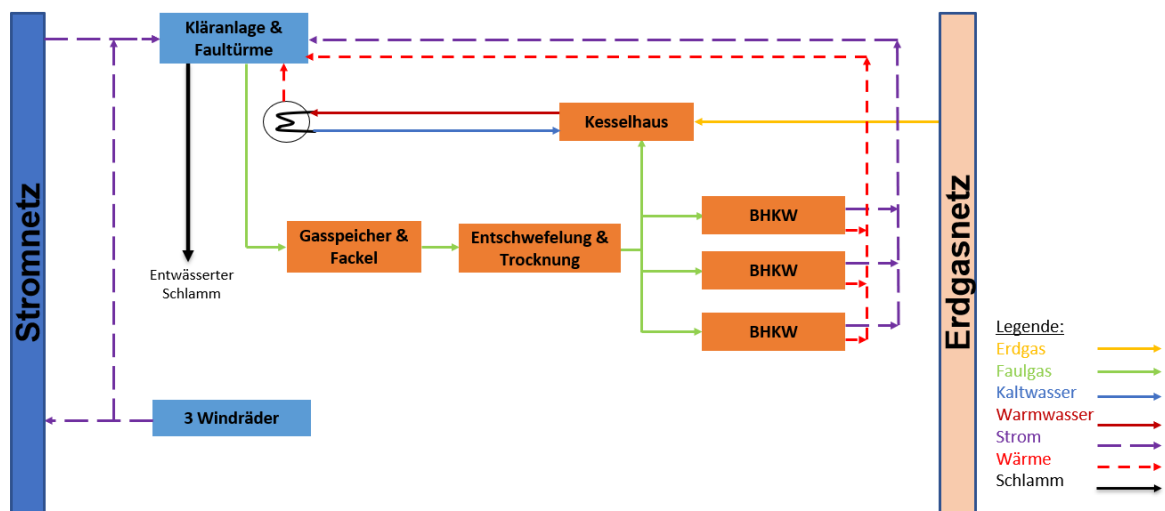 Stromnetz
Kläranlage &
Faultürme
Kesselhaus
Gasspeicher &
Fackel
Entschwefelung &
Trocknung
BHKW
BHKW
BHKW
Entwässerter
Schlamm
3 Windräder
Erdgasnetz
Legende:
Erdgas
Faulgas
Kaltwasser
Warmwasser
Strom
Wärme
Schlamm